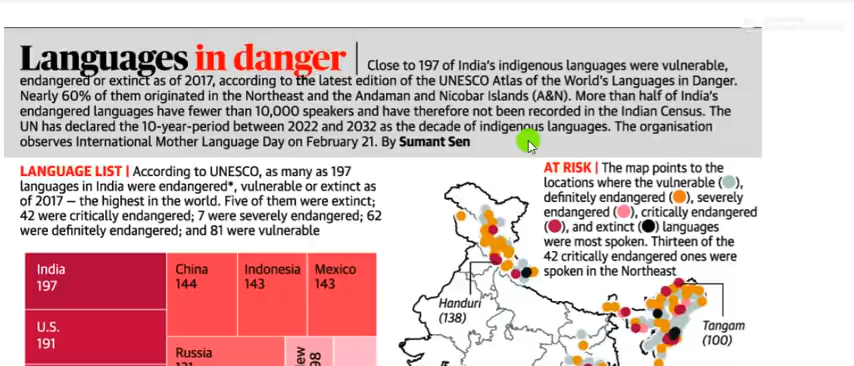 Languages in danger | Close to 197 of India's indigenous languages were vulnerable,
endangered or extinct as of 2017, according to the latest edition of the UNESCO Atlas of the World's Languages in Danger.
Nearly 60% of them originated in the Northeast and the Andaman and Nicobar Islands (A&N). More than half of India's
endangered languages have fewer than 10,000 speakers and have therefore not been recorded in the Indian Census. The
UN has declared the 10-year-period between 2022 and 2032 as the decade of indigenous languages. The organisation
observes International Mother Language Day on February 21. By Sumant Sen
LANGUAGE LIST | According to UNESCO, as many as 197
languages in India were endangered*, vulnerable or extinct as
of 2017 — the highest in the world. Five of them were extinct;
42 were critically endangered; 7 were severely endangered; 62
were definitely endangered; and 81 were vulnerable
India
197
U.S.
191
China
144
Indonesia
143
Mexico
143
Russia
AT RISK | The map points to the
locations where the vulnerable ( ),
definitely endangered ( ), severely
endangered ( ), critically endangered
( ), and extinct ( ) languages
were most spoken. Thirteen of the
42 critically endangered ones were
spoken in the Northeast
Handuri
(138)
Tangam
(100)